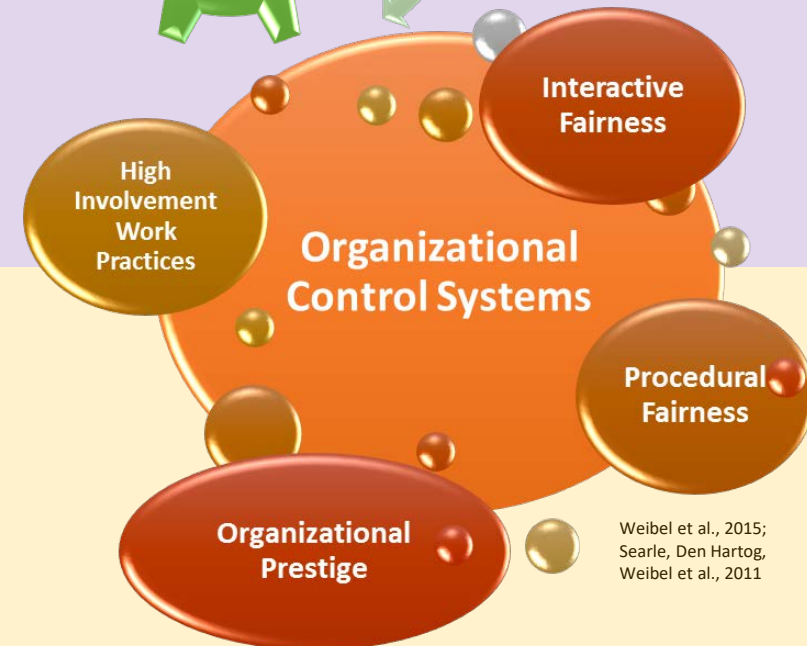 Interactive
Fairness
High
Involvement
Work
Practices
Organizational
Control Systems
Procedural
Fairness
Organizational
Prestige
Weibel et al., 2015;
Searle, Den Hartog,
Weibel et al., 2011